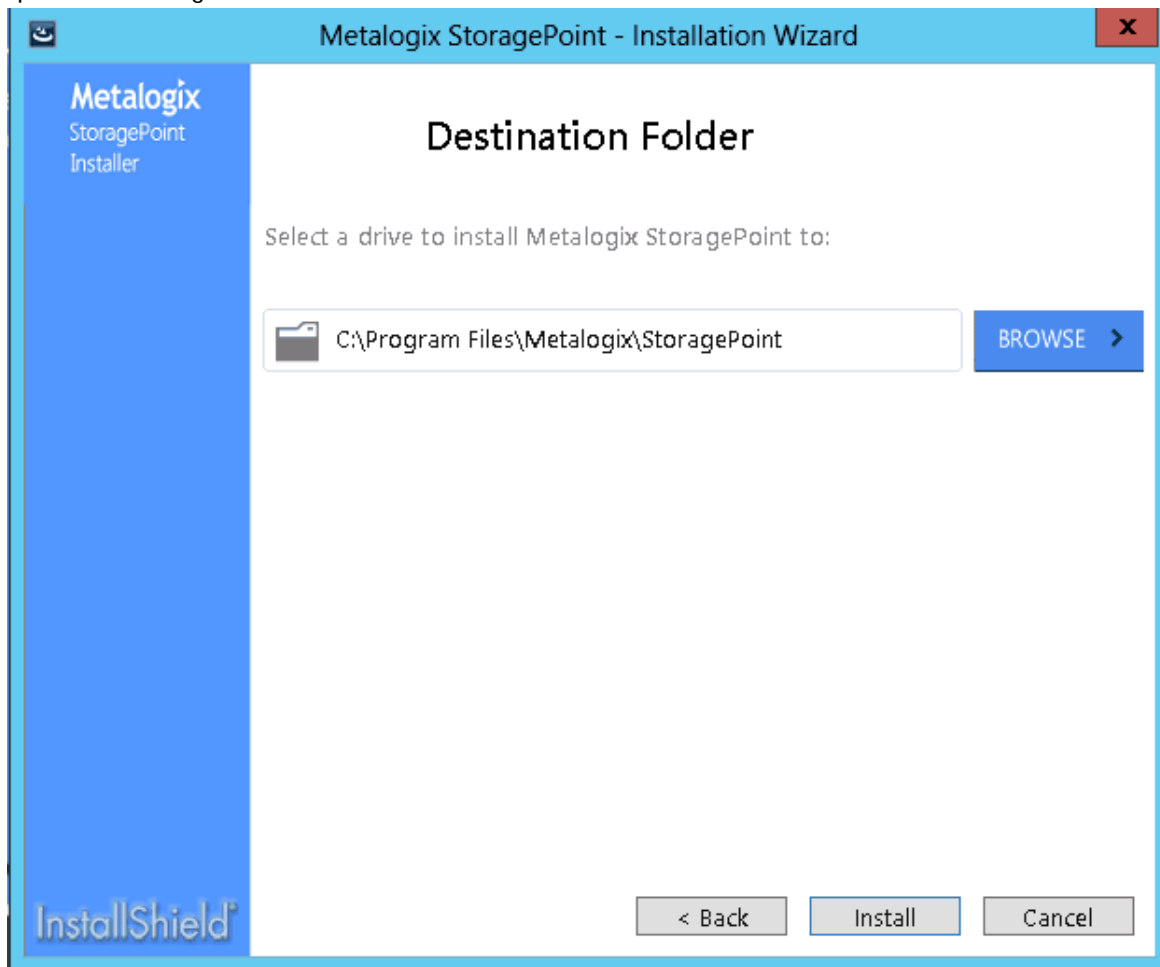 Metalogix StoragePoint - Installation Wizard
x
Metalogix
StoragePoint
Installer
Destination Folder
Select a drive to install Metalogix StoragePoint to:
C:\Program Files\Metalogix\StoragePoint
BROWSE >
InstallShield®
< Back
Install
Cancel